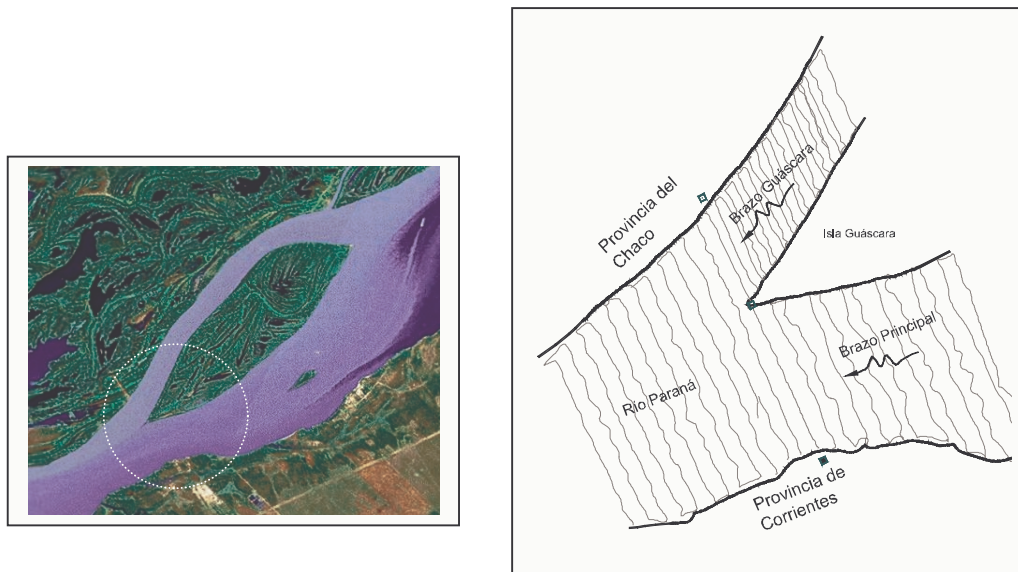 Provincia del
Chaco
Brazo Guáscara
Isla Guáscara
Brazo Principal
Río Paraná
Provincia de
Corrientes